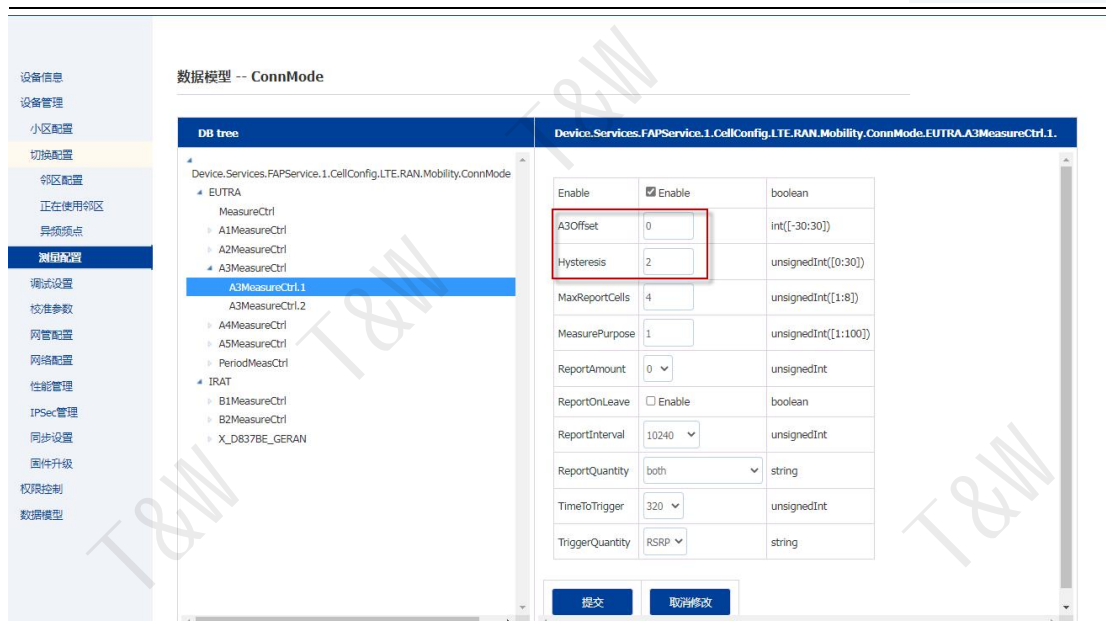 设备信息
设备管理
小区配置
切换配置
邻区配置
正在使用邻区
异频频点
测量配置
调试设置
校准参数
网管配置
网络配置
性能管理
IPSec管理
同步设置
固件升级
权限控制
数据模型
数据模型 -- ConnMode
DB tree
Device.Services.FAPService.1.CellConfig.LTE.RAN.Mobility.ConnMode
EUTRA
MeasureCtrl
A1MeasureCtrl
A2MeasureCtrl
A3MeasureCtrl
A3MeasureCtrl.1
A3MeasureCtrl.2
A4MeasureCtrl
A5MeasureCtrl
PeriodMeasCtrl
IRAT
B1MeasureCtrl
B2MeasureCtrl
X_D837BE_GERAN
Device.Services.FAPService.1.CellConfig.LTE.RAN.Mobility.ConnMode.EUTRA.A3MeasureCtrl.1.
Enable Enable boolean
A3Offset 0 int([-30:30])
Hysteresis 2 unsignedInt([0:30])
MaxReportCells 4 unsignedInt([1:8])
MeasurePurpose 1 unsignedInt([1:100])
ReportAmount 0 unsignedInt
ReportOnLeave Enable boolean
ReportInterval 10240 unsignedInt
ReportQuantity both string
TimeToTrigger 320 unsignedInt
TriggerQuantity RSRP string
提交 取消修改
T&W
T&W
T&W
T&W
T&W